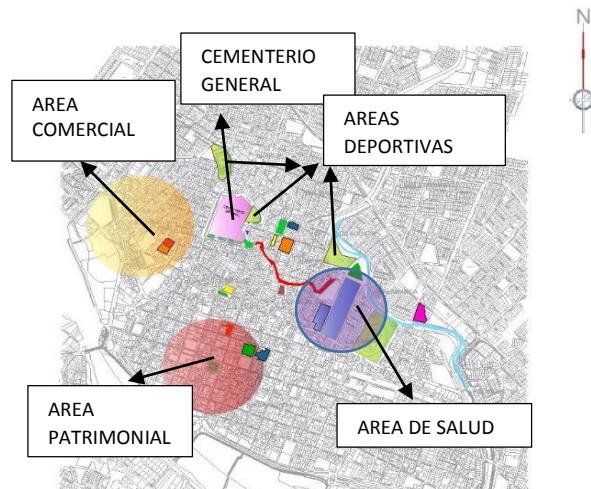 N
CEMENTERIO
GENERAL
AREA
COMERCIAL
AREAS
DEPORTIVAS
AREA
PATRIMONIAL
AREA DE SALUD